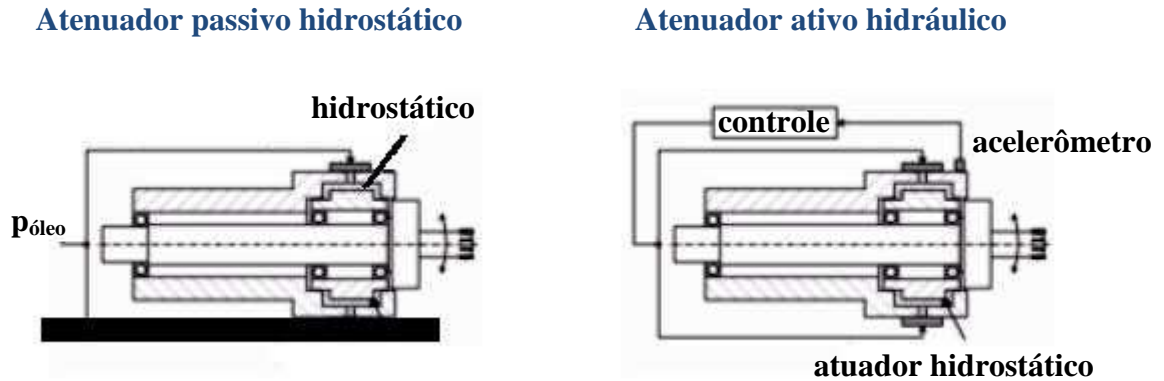 Atenuador passivo hidrostático
Atenuador ativo hidráulico
hidrostático
controle
acelerômetro
póleo
atuador hidrostático